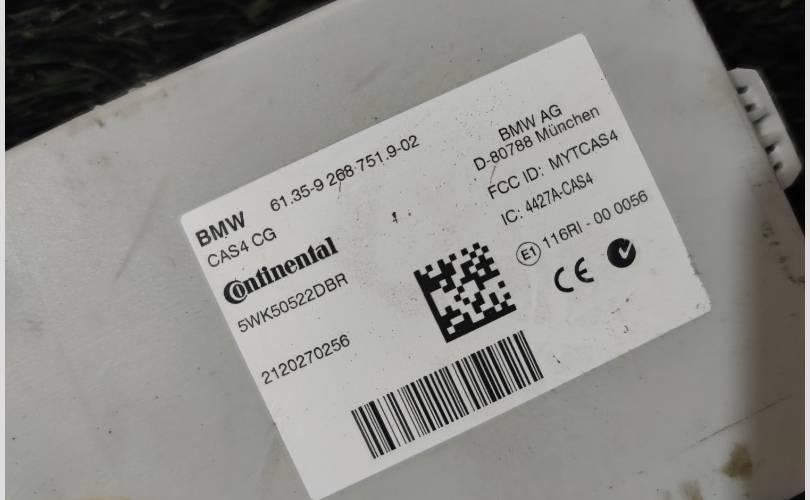 BMW 61.35-9 268 751.9-02
CAS4 CG
Continental
5WK50522DBR
2120270256
BMW AG
D-80788 München
FCC ID: MYTCAS4
IC: 4427A-CAS4
E1 116RI - 00 0056
CE